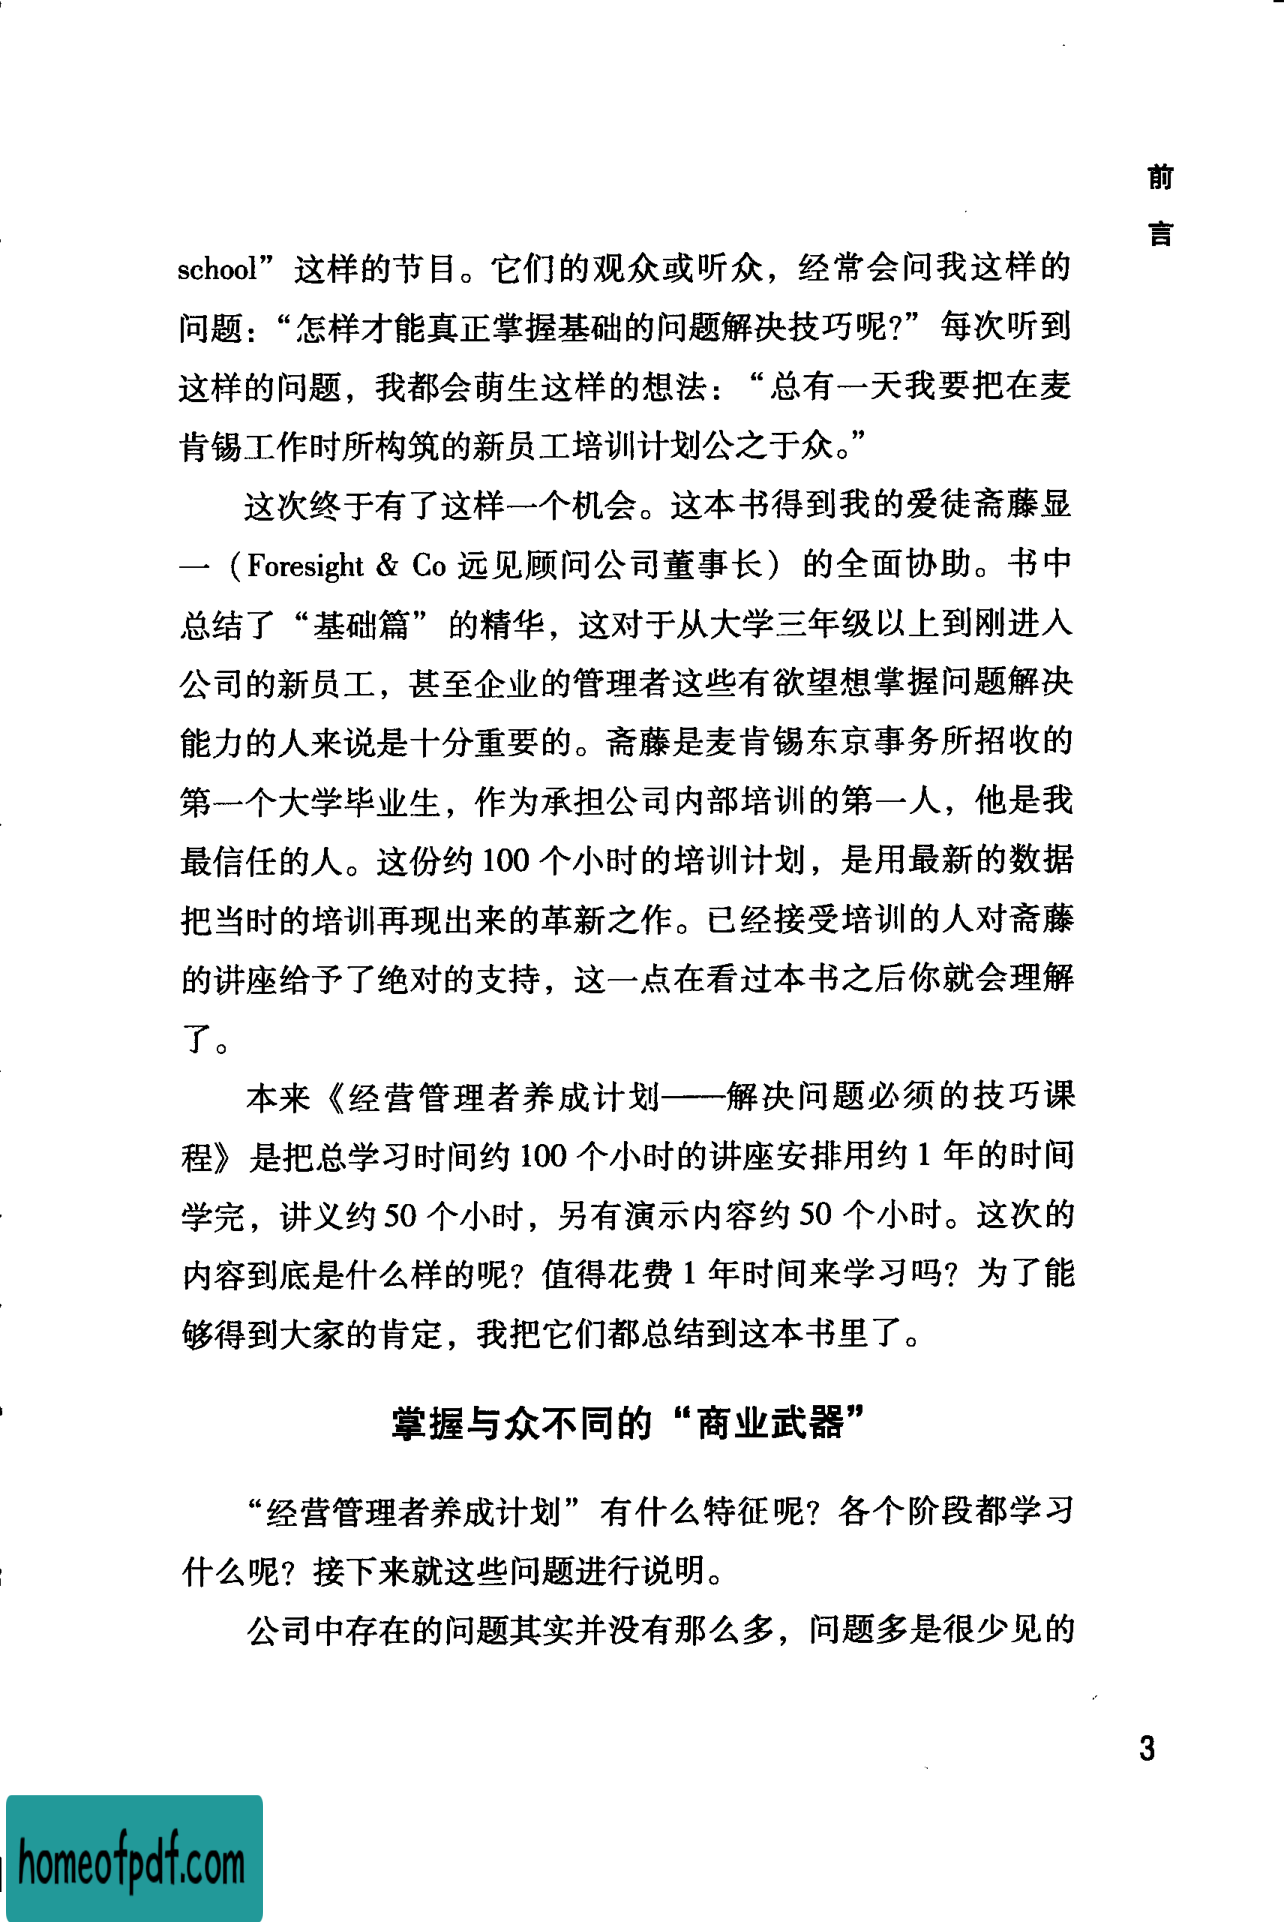 前
言
school” 这样的节目。它们的观众或听众，经常会问我这样的
问题：“怎样才能真正掌握基础的问题解决技巧呢?” 每次听到
这样的问题，我都会萌生这样的想法：“总有一天我要把在麦
肯锡工作时所构筑的新员工培训计划公之于众。”
这次终于有了这样一个机会。这本书得到我的爱徒斋藤显
一（Foresight & Co 远见顾问公司董事长）的全面协助。书中
总结了“基础篇”的精华，这对于从大学三年级以上到刚进入
公司的新员工，甚至企业的管理者这些有欲望想掌握问题解决
能力的人来说是十分重要的。斋藤是麦肯锡东京事务所招收的
第一个大学毕业生，作为承担公司内部培训的第一人，他是我
最信任的人。这份约 100 个小时的培训计划，是用最新的数据
把当时的培训再现出来的革新之作。已经接受培训的人对斋藤
的讲座给予了绝对的支持，这一点在看过本书之后你就会理解
了。
本来《经营管理者养成计划——解决问题必须的技巧课
程》是把总学习时间约 100 个小时的讲座安排用约 1 年的时间
学完，讲义约 50 个小时，另有演示内容约 50 个小时。这次的
内容到底是什么样的呢？值得花费 1 年时间来学习吗？为了能
够得到大家的肯定，我把它们都总结到这本书里了。
掌握与众不同的“商业武器”
“经营管理者养成计划”有什么特征呢？各个阶段都学习
什么呢？接下来就这些问题进行说明。
公司中存在的问题其实并没有那么多，问题多是很少见的
3
homeofpdf.com